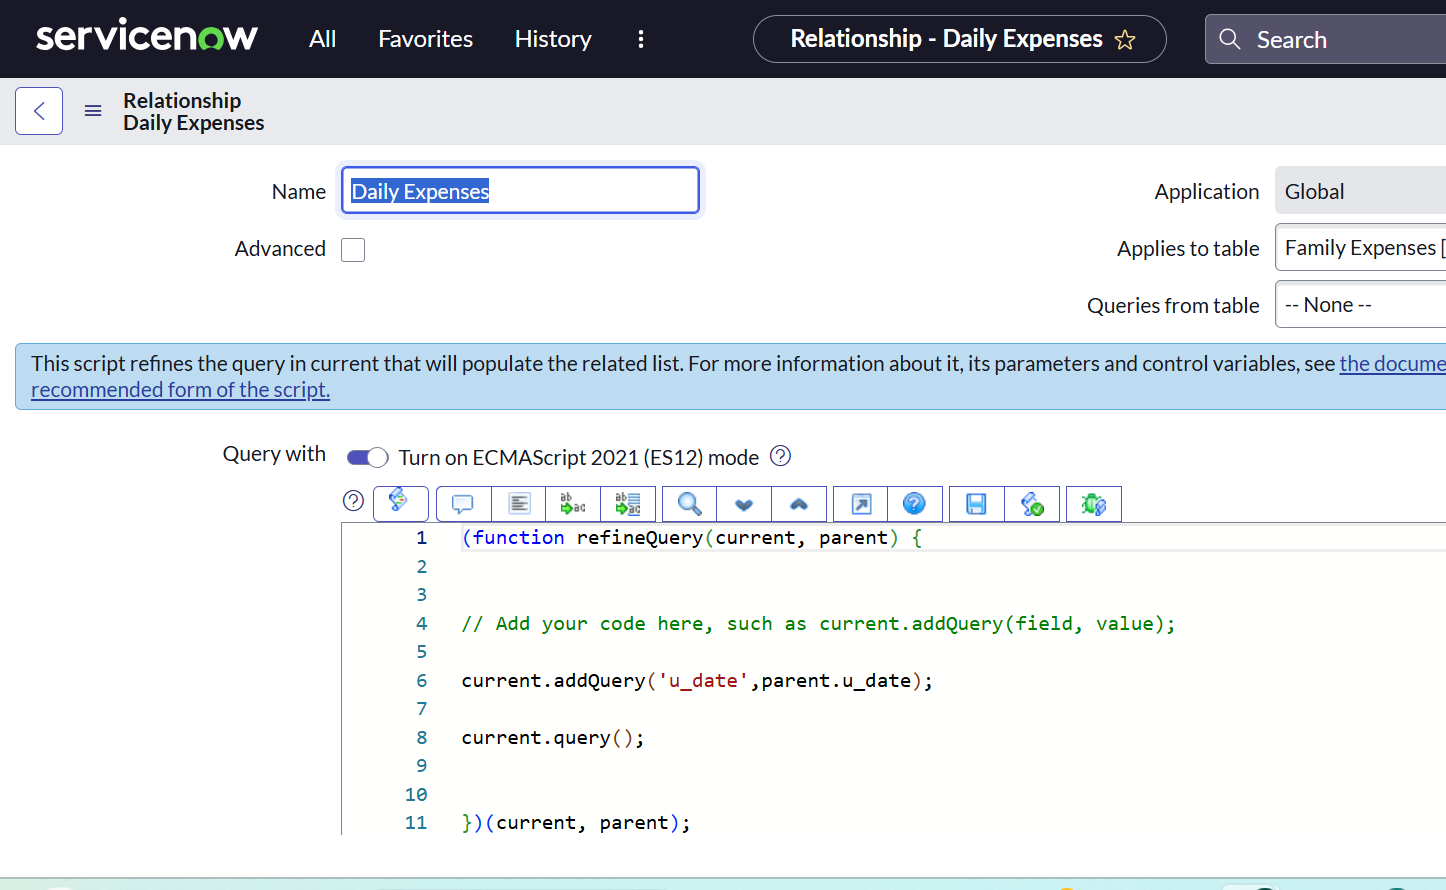 servicenow All Favorites History Relationship - Daily Expenses Search
Relationship
Daily Expenses
Name Daily Expenses Application Global
Advanced Applies to table Family Expenses [
Queries from table -- None --
This script refines the query in current that will populate the related list. For more information about it, its parameters and control variables, see the docume
recommended form of the script.
Query with Turn on ECMAScript 2021 (ES12) mode
1 (function refineQuery(current, parent) {
2
3
4 // Add your code here, such as current.addQuery(field, value);
5
6 current.addQuery('u_date',parent.u_date);
7
8 current.query();
9
10
11 })(current, parent);